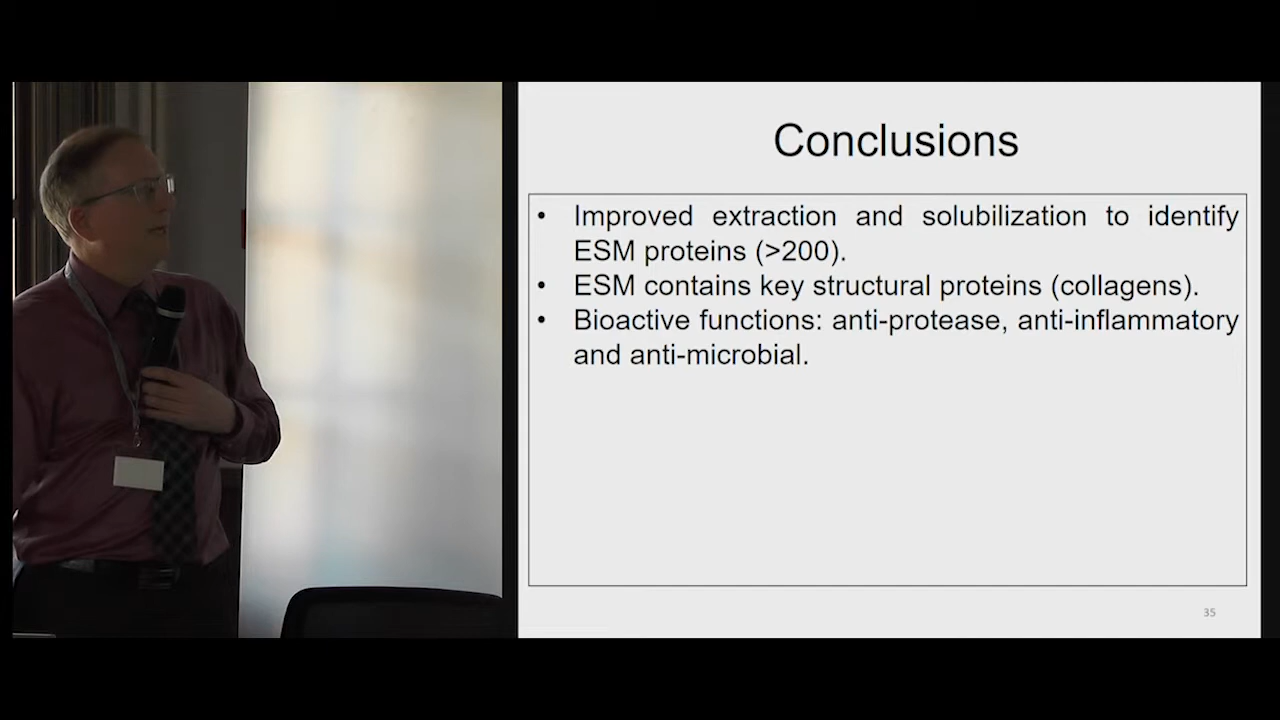 Conclusions
• Improved extraction and solubilization to identify
ESM proteins (>200).
• ESM contains key structural proteins (collagens).
• Bioactive functions: anti-protease, anti-inflammatory
and anti-microbial.
35